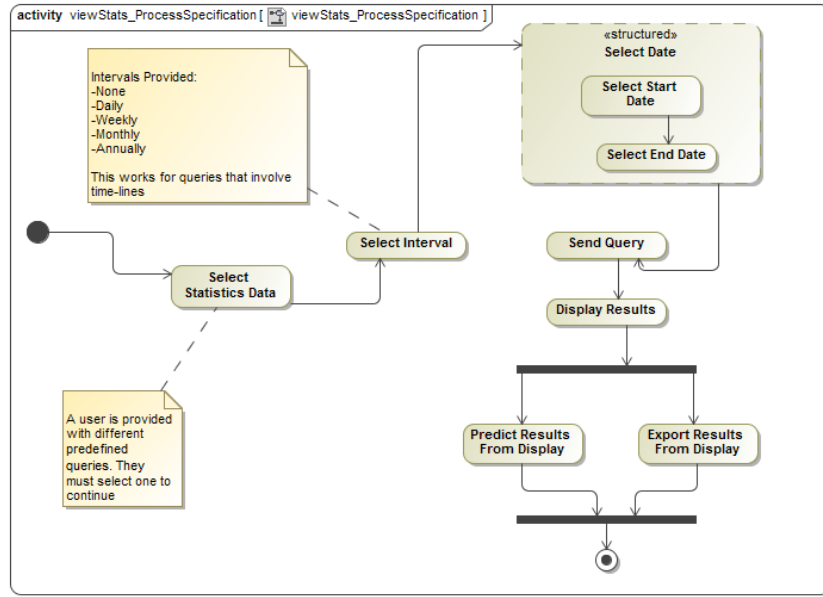 activity viewStats_ProcessSpecification [ viewStats_ProcessSpecification ]
«structured»
Select Date
Select Start
Date
Select End Date
Intervals Provided:
-None
-Daily
-Weekly
-Monthly
-Annually
This works for queries that involve
time-lines
Select Interval
Send Query
Select
Statistics Data
Display Results
A user is provided
with different
predefined
queries. They
must select one to
continue
Predict Results
From Display
Export Results
From Display